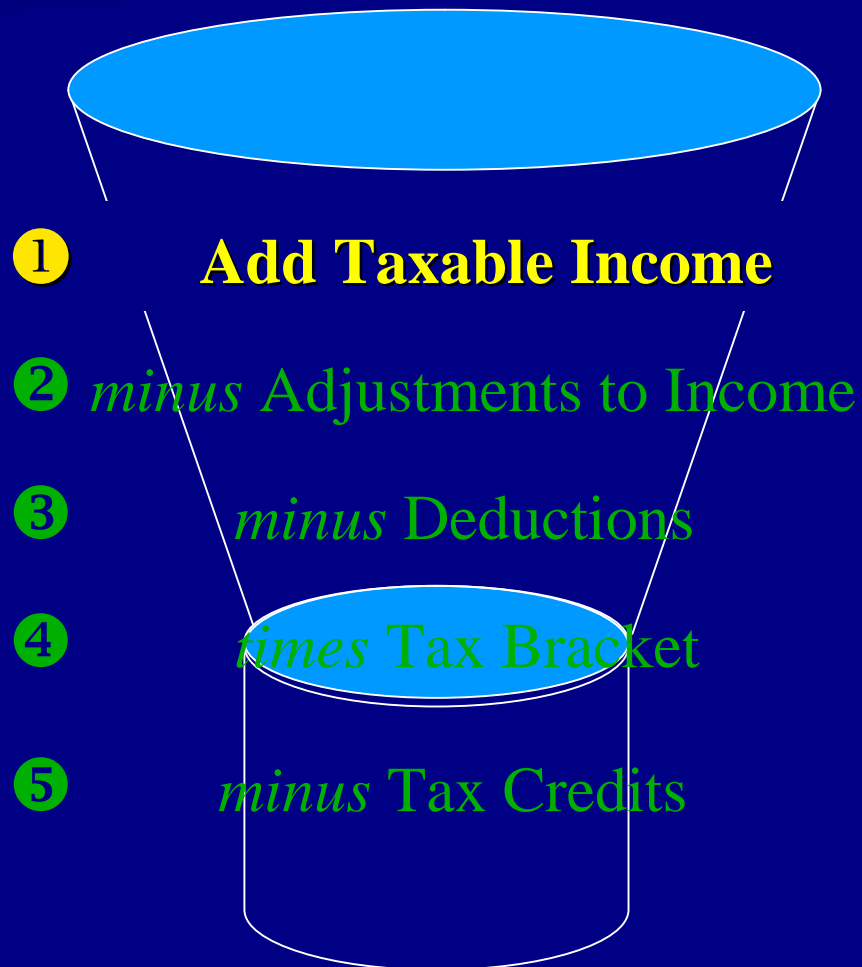 ❶ Add Taxable Income
❷ minus Adjustments to Income
❸ minus Deductions
❹ times Tax Bracket
❺ minus Tax Credits